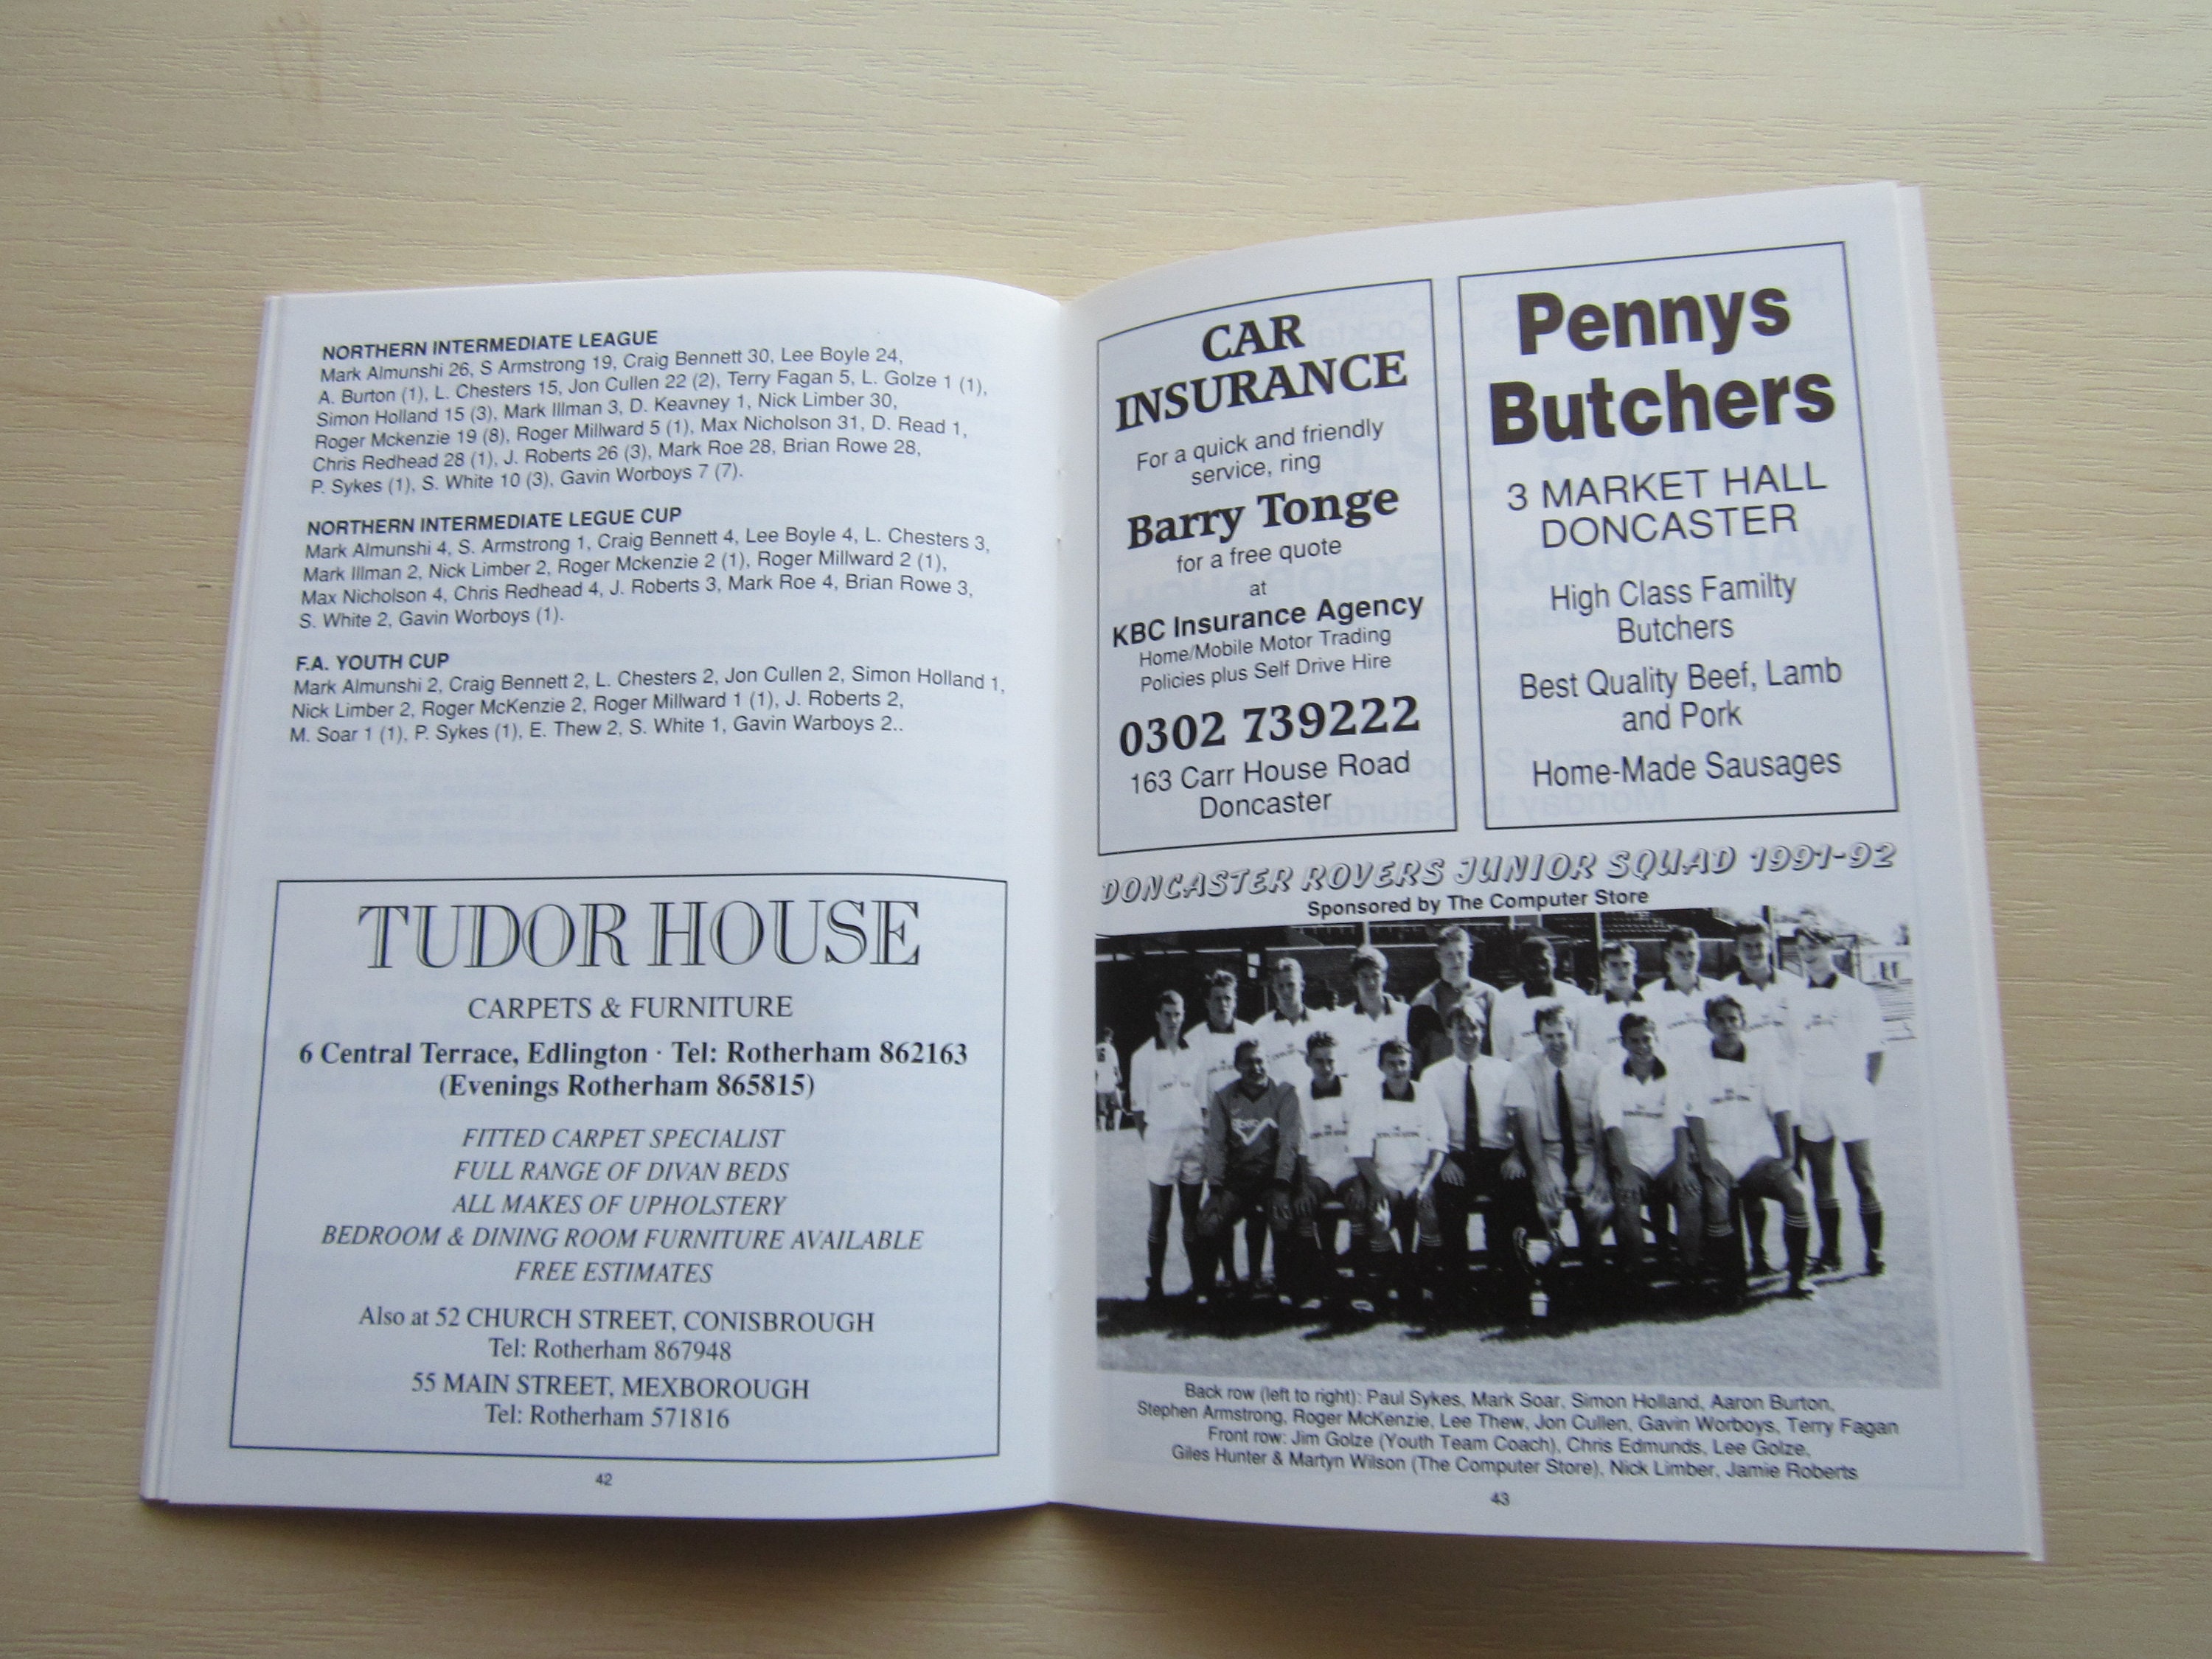 NORTHERN INTERMEDIATE LEAGUE
Mark Almunshi 26, S Armstrong 19, Craig Bennett 30, Lee Boyle 24,
A. Burton (1), L. Chesters 15, Jon Cullen 22 (2), Terry Fagan 5, L. Golze 1 (1),
Simon Holland 15 (3), Mark Illman 3, D. Keavney 1, Nick Limber 30,
Roger Mckenzie 19 (8), Roger Millward 5 (1), Max Nicholson 31, D. Read 1,
Chris Redhead 28 (1), J. Roberts 26 (3), Mark Roe 28, Brian Rowe 28,
P. Sykes (1), S. White 10 (3), Gavin Worboys 7 (7).
NORTHERN INTERMEDIATE LEGUE CUP
Mark Almunshi 4, S. Armstrong 1, Craig Bennett 4, Lee Boyle 4, L. Chesters 3,
Mark Illman 2, Nick Limber 2, Roger Mckenzie 2 (1), Roger Millward 2 (1),
Max Nicholson 4, Chris Redhead 4, J. Roberts 3, Mark Roe 4, Brian Rowe 3,
S. White 2, Gavin Worboys (1).
F.A. YOUTH CUP
Mark Almunshi 2, Craig Bennett 2, L. Chesters 2, Jon Cullen 2, Simon Holland 1,
Nick Limber 2, Roger McKenzie 2, Roger Millward 1 (1), J. Roberts 2,
M. Soar 1 (1), P. Sykes (1), E. Thew 2, S. White 1, Gavin Warboys 2..
TUDOR HOUSE
CARPETS & FURNITURE
6 Central Terrace, Edlington · Tel: Rotherham 862163
(Evenings Rotherham 865815)
FITTED CARPET SPECIALIST
FULL RANGE OF DIVAN BEDS
ALL MAKES OF UPHOLSTERY
BEDROOM & DINING ROOM FURNITURE AVAILABLE
FREE ESTIMATES
Also at 52 CHURCH STREET, CONISBROUGH
Tel: Rotherham 867948
55 MAIN STREET, MEXBOROUGH
Tel: Rotherham 571816
42
CAR
INSURANCE
For a quick and friendly
service, ring
Barry Tonge
for a free quote
at
KBC Insurance Agency
Home/Mobile Motor Trading
Policies plus Self Drive Hire
0302 739222
163 Carr House Road
Doncaster
Pennys
Butchers
3 MARKET HALL
DONCASTER
High Class Familty
Butchers
Best Quality Beef, Lamb
and Pork
Home-Made Sausages
DONCASTER ROVERS JUNIOR SQUAD 1991-92
Sponsored by The Computer Store
Back row (left to right): Paul Sykes, Mark Soar, Simon Holland, Aaron Burton,
Stephen Armstrong, Roger McKenzie, Lee Thew, Jon Cullen, Gavin Worboys, Terry Fagan
Front row: Jim Golze (Youth Team Coach), Chris Edmunds, Lee Golze,
Giles Hunter & Martyn Wilson (The Computer Store), Nick Limber, Jamie Roberts
43